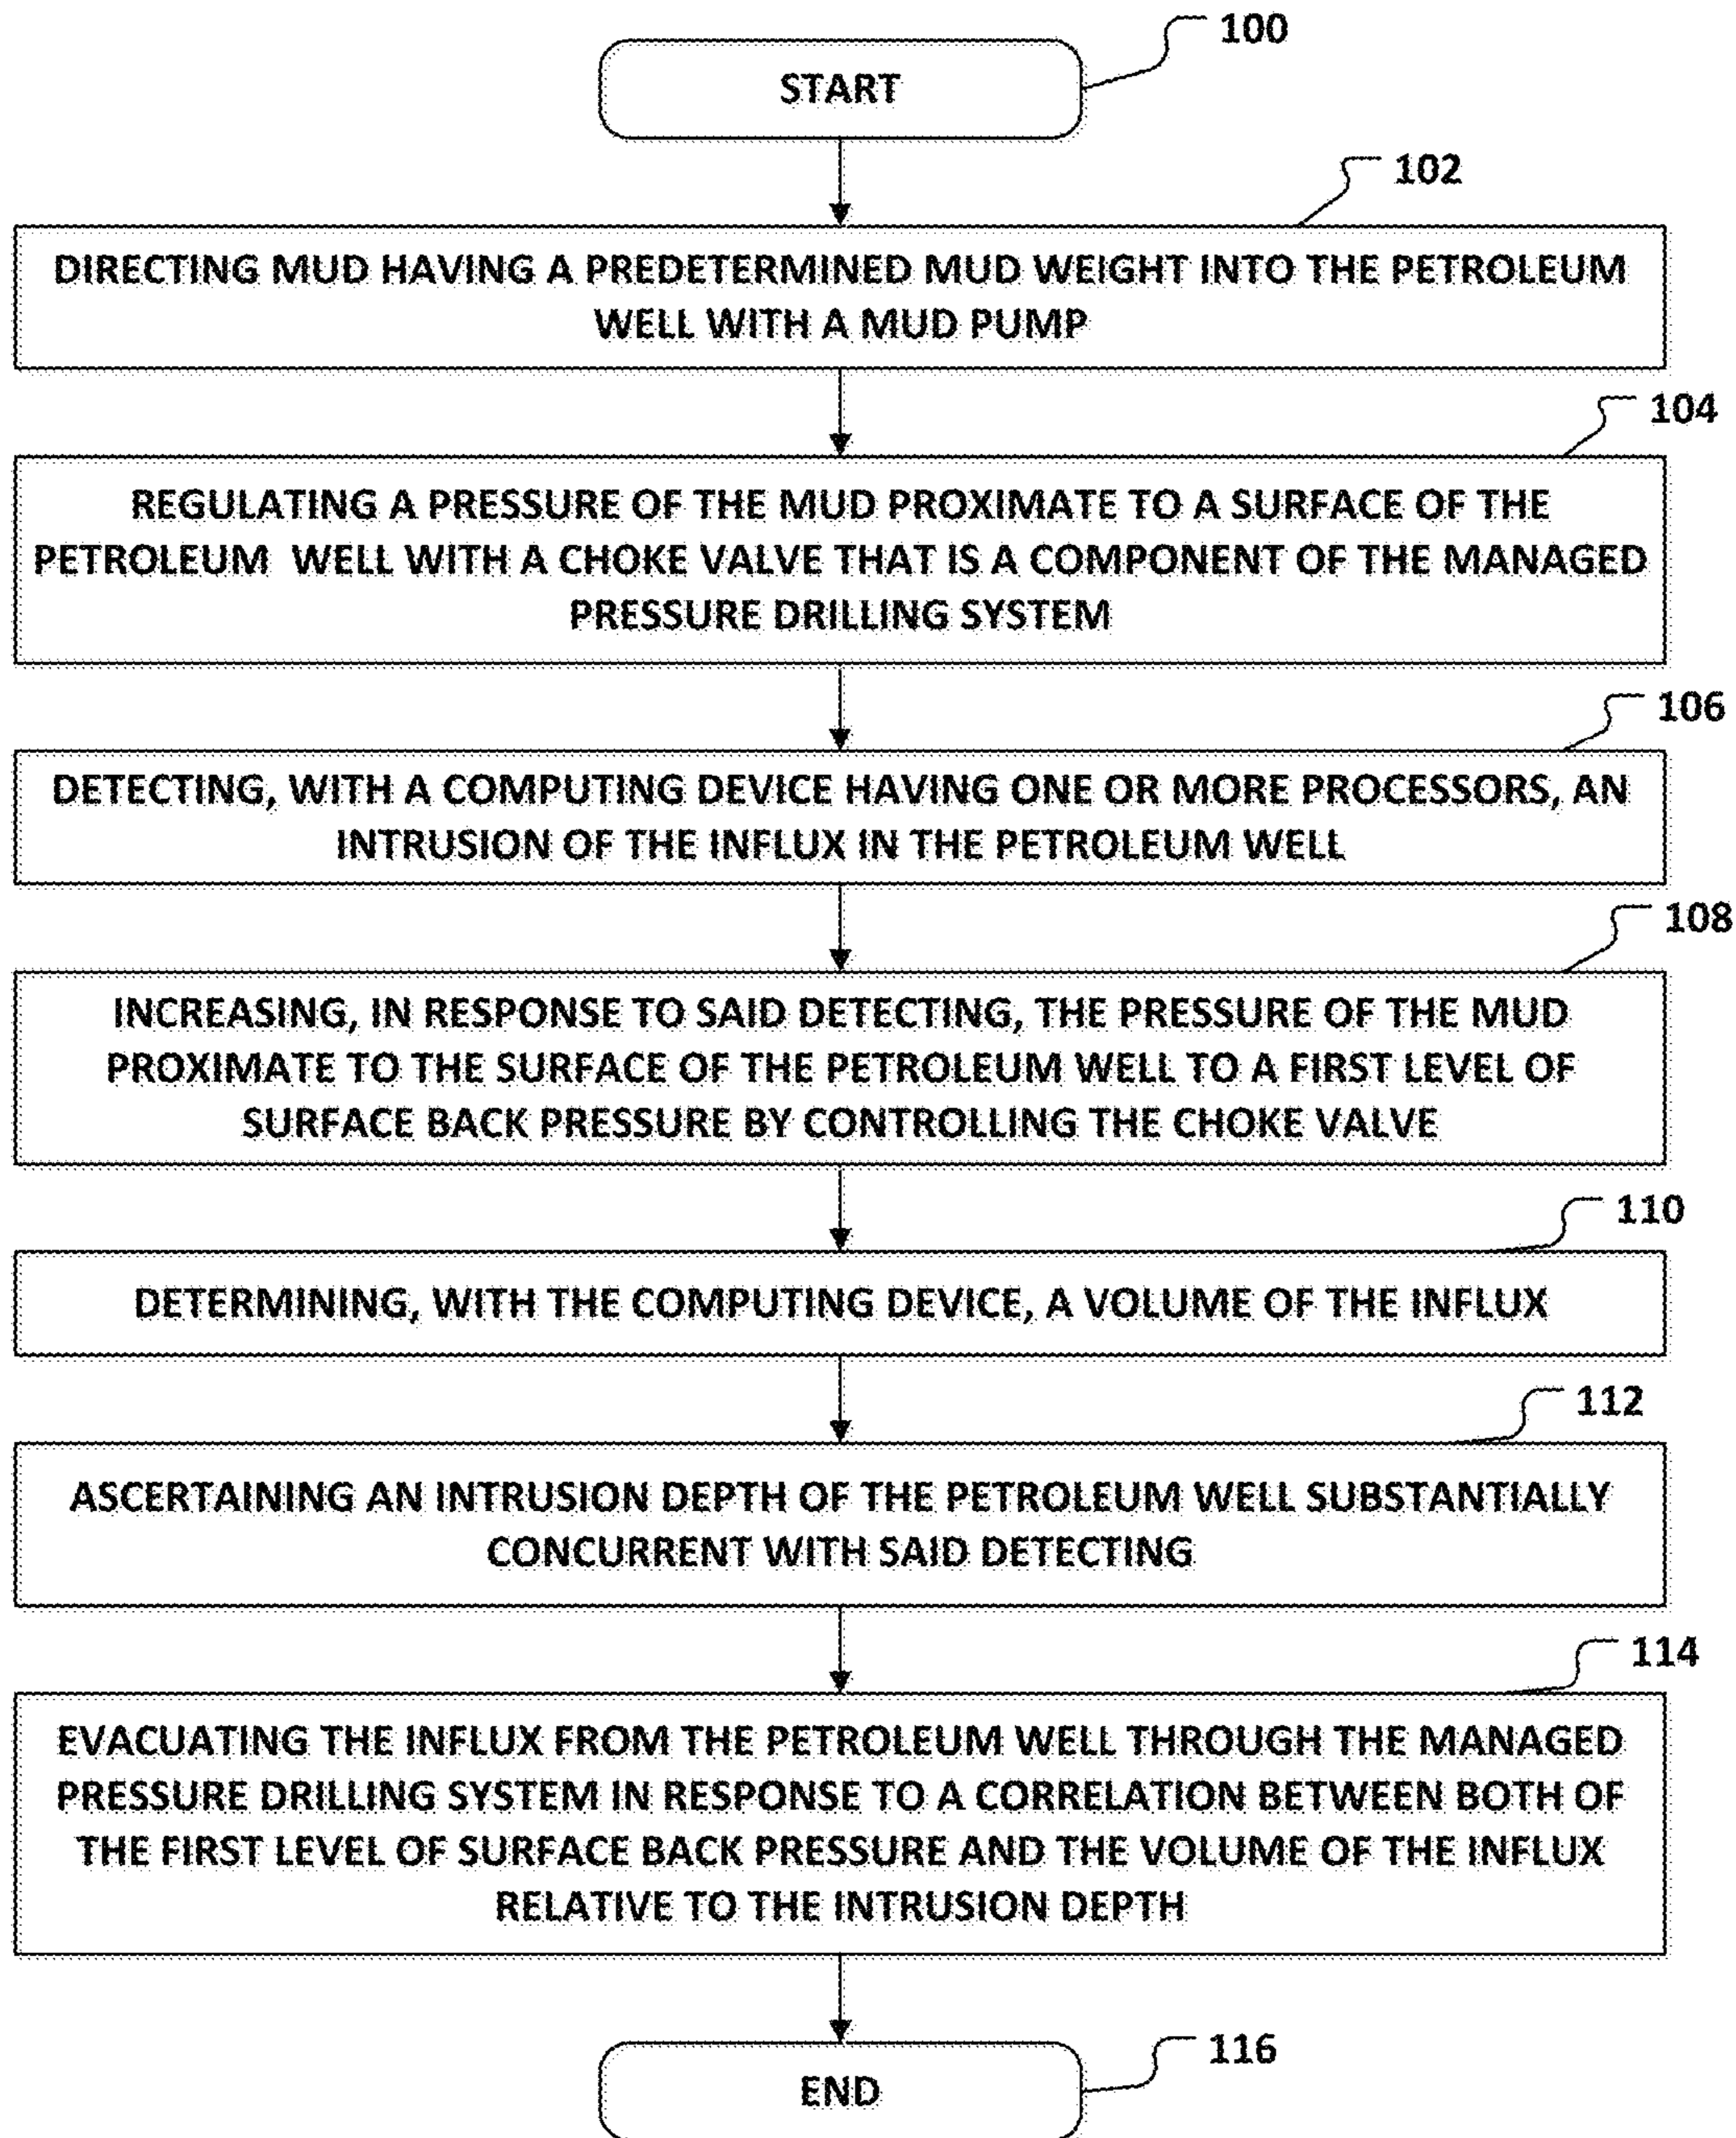 100
START
102
DIRECTING MUD HAVING A PREDETERMINED MUD WEIGHT INTO THE PETROLEUM
WELL WITH A MUD PUMP
104
REGULATING A PRESSURE OF THE MUD PROXIMATE TO A SURFACE OF THE
PETROLEUM WELL WITH A CHOKE VALVE THAT IS A COMPONENT OF THE MANAGED
PRESSURE DRILLING SYSTEM
106
DETECTING, WITH A COMPUTING DEVICE HAVING ONE OR MORE PROCESSORS, AN
INTRUSION OF THE INFLUX IN THE PETROLEUM WELL
108
INCREASING, IN RESPONSE TO SAID DETECTING, THE PRESSURE OF THE MUD
PROXIMATE TO THE SURFACE OF THE PETROLEUM WELL TO A FIRST LEVEL OF
SURFACE BACK PRESSURE BY CONTROLLING THE CHOKE VALVE
110
DETERMINING, WITH THE COMPUTING DEVICE, A VOLUME OF THE INFLUX
112
ASCERTAINING AN INTRUSION DEPTH OF THE PETROLEUM WELL SUBSTANTIALLY
CONCURRENT WITH SAID DETECTING
114
EVACUATING THE INFLUX FROM THE PETROLEUM WELL THROUGH THE MANAGED
PRESSURE DRILLING SYSTEM IN RESPONSE TO A CORRELATION BETWEEN BOTH OF
THE FIRST LEVEL OF SURFACE BACK PRESSURE AND THE VOLUME OF THE INFLUX
RELATIVE TO THE INTRUSION DEPTH
116
END